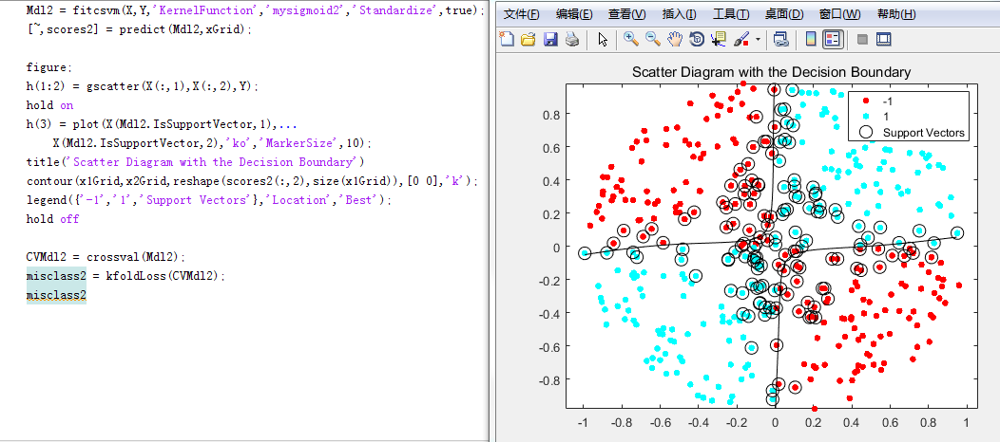 Mdl2 = fitcsvm(X,Y,'KernelFunction','mysigmoid2','Standardize',true);
[~,scores2] = predict(Mdl2,xGrid);
figure;
h(1:2) = gscatter(X(:,1),X(:,2),Y);
hold on
h(3) = plot(X(Mdl2.IsSupportVector,1),...
X(Mdl2.IsSupportVector,2),'ko','MarkerSize',10);
title('Scatter Diagram with the Decision Boundary')
contour(x1Grid,x2Grid,reshape(scores2(:,2),size(x1Grid)),[0 0],'k');
legend({'-1','1','Support Vectors'},'Location','Best');
hold off
CVMdl2 = crossval(Mdl2);
misclass2 = kfoldLoss(CVMdl2);
misclass2
文件(F) 编辑(E) 查看(V) 插入(I) 工具(T) 桌面(D) 窗口(W) 帮助(H)
Scatter Diagram with the Decision Boundary
-1
1
Support Vectors
0.8
0.6
0.4
0.2
0
-0.2
-0.4
-0.6
-0.8
-1 -0.8 -0.6 -0.4 -0.2 0 0.2 0.4 0.6 0.8 1